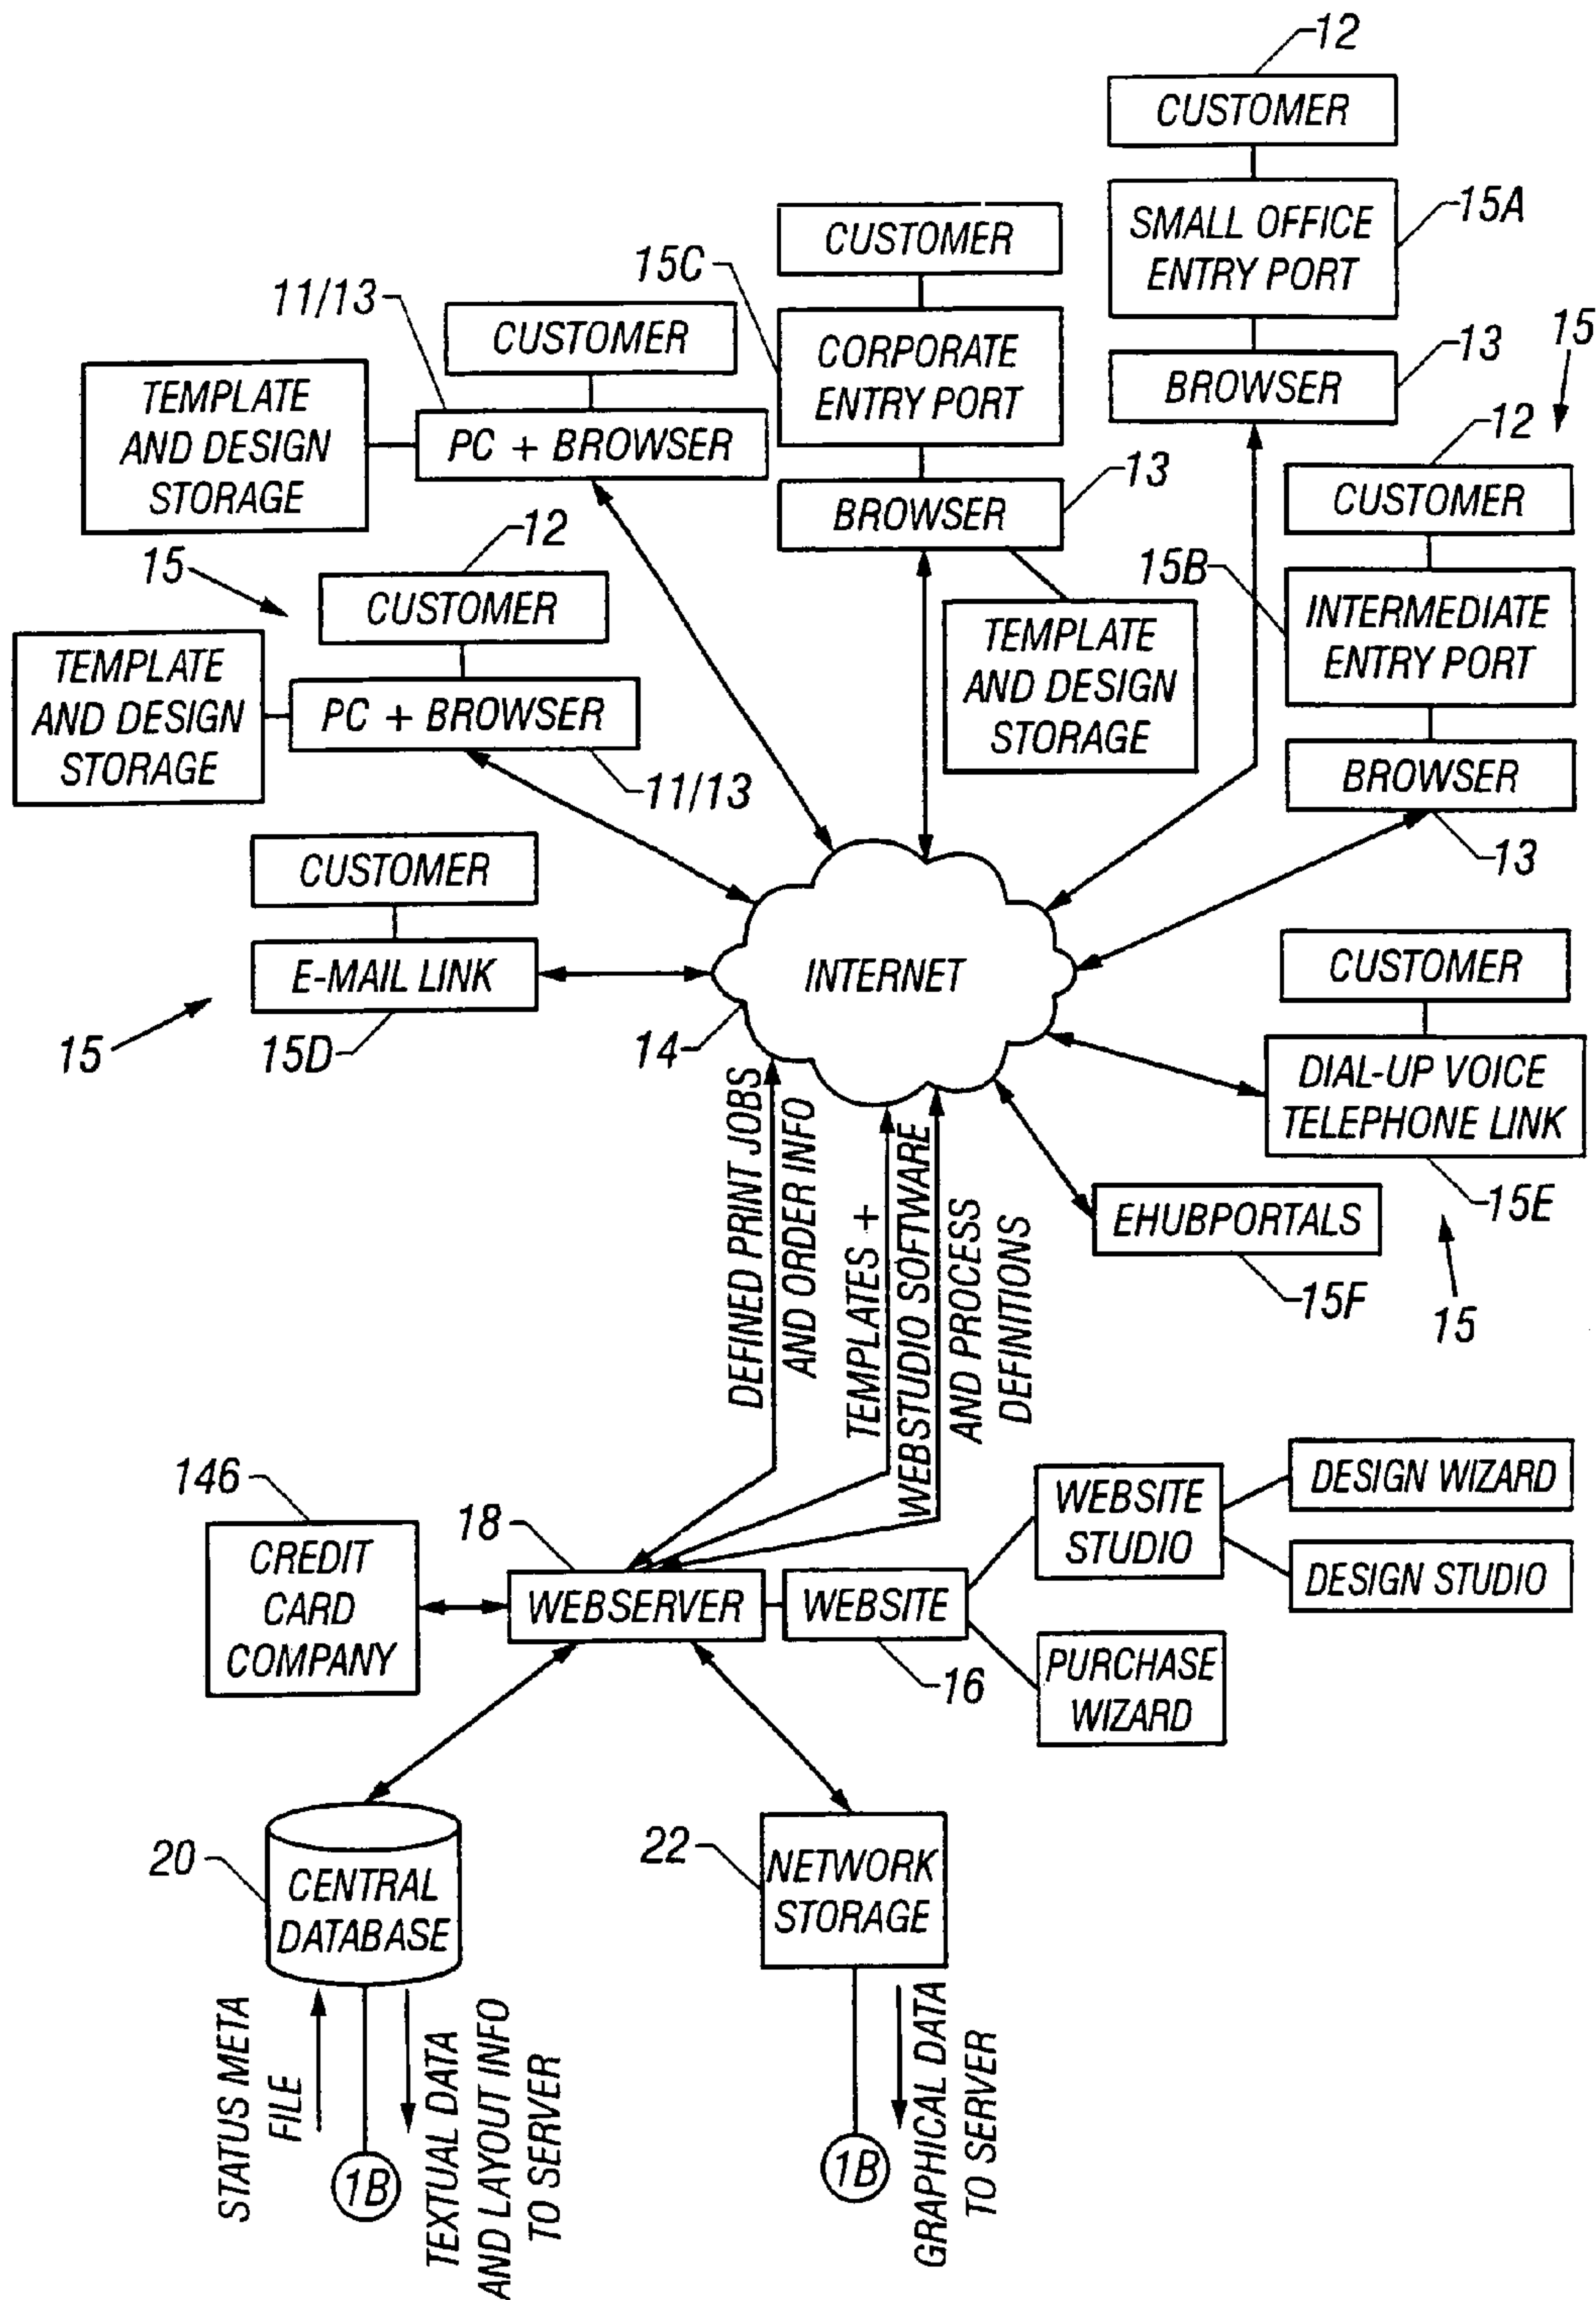 12
CUSTOMER
SMALL OFFICE
ENTRY PORT
15A
BROWSER
13
15
CUSTOMER
15C
CORPORATE
ENTRY PORT
BROWSER
13
TEMPLATE
AND DESIGN
STORAGE
11/13
CUSTOMER
TEMPLATE
AND DESIGN
STORAGE
PC + BROWSER
12
CUSTOMER
15B
INTERMEDIATE
ENTRY PORT
BROWSER
13
15
12
CUSTOMER
TEMPLATE
AND DESIGN
STORAGE
PC + BROWSER
11/13
CUSTOMER
E-MAIL LINK
15
15D
INTERNET
14
CUSTOMER
DIAL-UP VOICE
TELEPHONE LINK
15E
EHUBPORTALS
15F
15
DEFINED PRINT JOBS
AND ORDER INFO
TEMPLATES +
WEBSTUDIO SOFTWARE
AND PROCESS
DEFINITIONS
146
CREDIT
CARD
COMPANY
18
WEBSERVER
WEBSITE
16
WEBSITE
STUDIO
DESIGN WIZARD
DESIGN STUDIO
PURCHASE
WIZARD
20
CENTRAL
DATABASE
22
NETWORK
STORAGE
STATUS META
FILE
1B
TEXTUAL DATA
AND LAYOUT INFO
TO SERVER
1B
GRAPHICAL DATA
TO SERVER